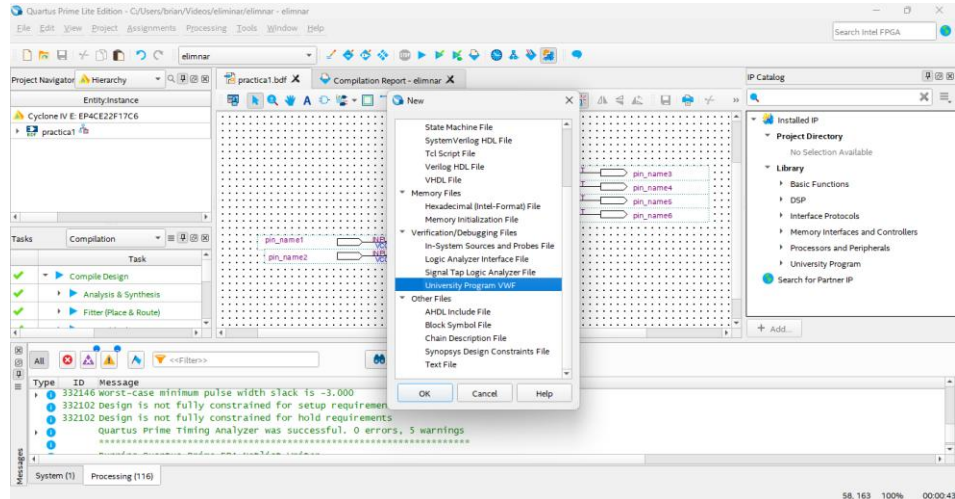 Quartus Prime Lite Edition - C:/Users/brian/Videos/eliminar/elimnar - elimnar
File Edit View Project Assignments Processing Tools Window Help
Search Intel FPGA
elimnar
Project Navigator Hierarchy
practica1.bdf
Compilation Report - elimnar
IP Catalog
Entity:Instance
Cyclone IV E: EP4CE22F17C6
practica1
New
State Machine File
SystemVerilog HDL File
Tcl Script File
Verilog HDL File
VHDL File
Memory Files
Hexadecimal (Intel-Format) File
Memory Initialization File
Verification/Debugging Files
In-System Sources and Probes File
Logic Analyzer Interface File
Signal Tap Logic Analyzer File
University Program VWF
Other Files
AHDL Include File
Block Symbol File
Chain Description File
Synopsys Design Constraints File
Text File
OK Cancel Help
pin_name1
pin_name2
pin_name3
pin_name4
pin_name5
pin_name6
Installed IP
Project Directory
No Selection Available
Library
Basic Functions
DSP
Interface Protocols
Memory Interfaces and Controllers
Processors and Peripherals
University Program
Search for Partner IP
+ Add...
Tasks Compilation
Task
Compile Design
Analysis & Synthesis
Fitter (Place & Route)
All <<Filter>>
Type ID Message
332146 Worst-case minimum pulse width slack is -3.000
332102 Design is not fully constrained for setup requiremen
332102 Design is not fully constrained for hold requirements
Quartus Prime Timing Analyzer was successful. 0 errors, 5 warnings
Messages
System (1) Processing (116)
58, 163 100% 00:00:43